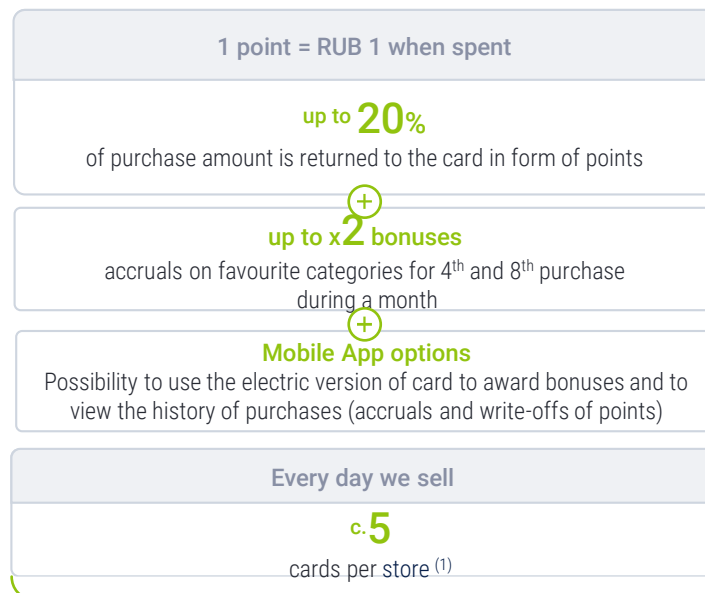 1 point = RUB 1 when spent
up to 20%
of purchase amount is returned to the card in form of points
+
up to x2 bonuses
accruals on favourite categories for 4th and 8th purchase
during a month
+
Mobile App options
Possibility to use the electric version of card to award bonuses and to
view the history of purchases (accruals and write-offs of points)
Every day we sell
c.5
cards per store (1)